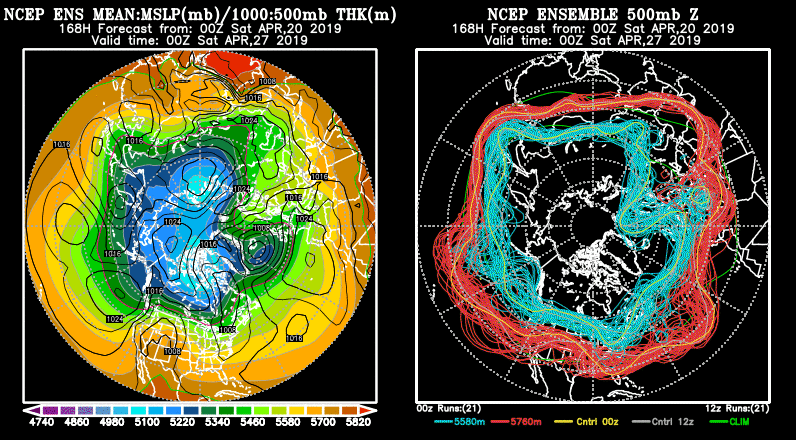 NCEP ENS MEAN:MSLP(mb)/1000:500mb THK(m)
168H Forecast from: 00Z Sat APR,20 2019
Valid time: 00Z Sat APR,27 2019
NCEP ENSEMBLE 500mb Z
168H Forecast from: 00Z Sat APR,20 2019
Valid time: 00Z Sat APR,27 2019
1008
1016
1024
1016
1016
1016
1024
1016
1024
1024
1008
1016
1016
1016
1024
1008
1016
1008
4740 4860 4980 5100 5220 5340 5460 5580 5700 5820
00z Runs:(21)
12z Runs:(21)
5580m 5760m Cntrl 00z Cntrl 12z CLIM